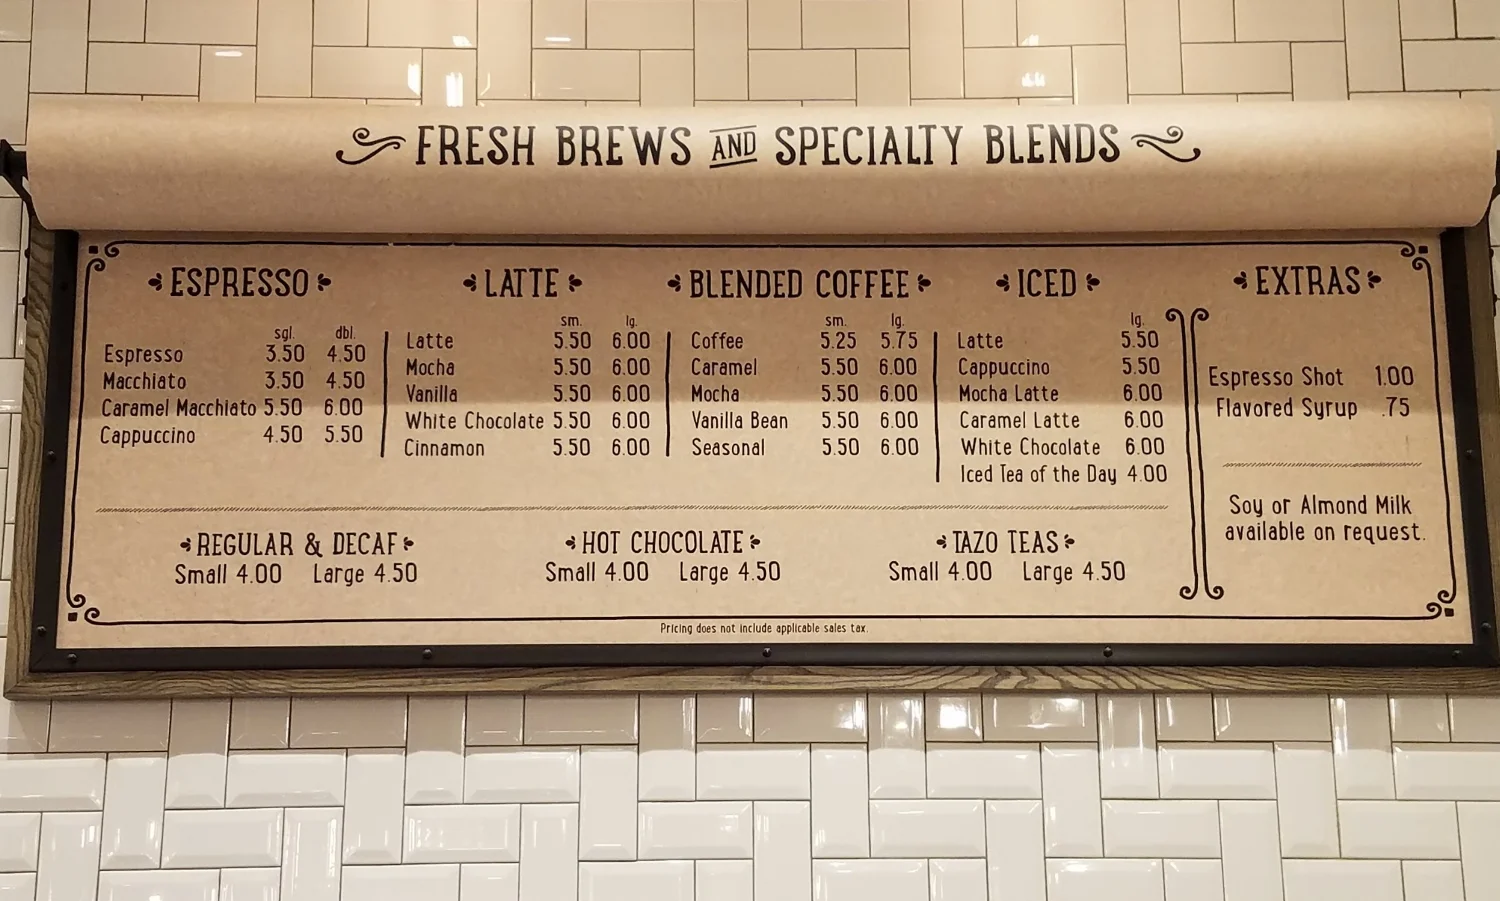 FRESH BREWS AND SPECIALTY BLENDS
ESPRESSO
sgl. dbl.
Espresso 3.50 4.50
Macchiato 3.50 4.50
Caramel Macchiato 5.50 6.00
Cappuccino 4.50 5.50
LATTE
sm. lg.
Latte 5.50 6.00
Mocha 5.50 6.00
Vanilla 5.50 6.00
White Chocolate 5.50 6.00
Cinnamon 5.50 6.00
BLENDED COFFEE
sm. lg.
Coffee 5.25 5.75
Caramel 5.50 6.00
Mocha 5.50 6.00
Vanilla Bean 5.50 6.00
Seasonal 5.50 6.00
ICED
lg.
Latte 5.50
Cappuccino 5.50
Mocha Latte 6.00
Caramel Latte 6.00
White Chocolate 6.00
Iced Tea of the Day 4.00
EXTRAS
Espresso Shot 1.00
Flavored Syrup .75
Soy or Almond Milk
available on request.
REGULAR & DECAF
Small 4.00 Large 4.50
HOT CHOCOLATE
Small 4.00 Large 4.50
TAZO TEAS
Small 4.00 Large 4.50
Pricing does not include applicable sales tax.